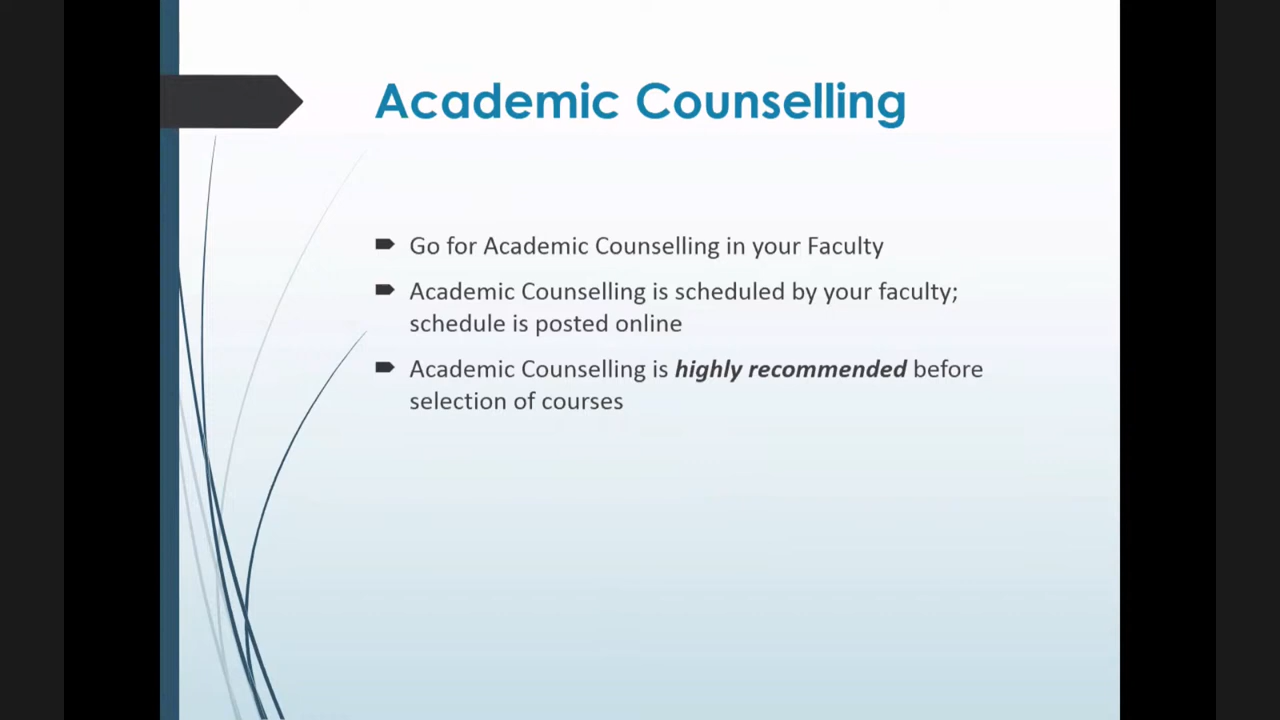 Academic Counselling
Go for Academic Counselling in your Faculty
Academic Counselling is scheduled by your faculty;
schedule is posted online
Academic Counselling is highly recommended before
selection of courses